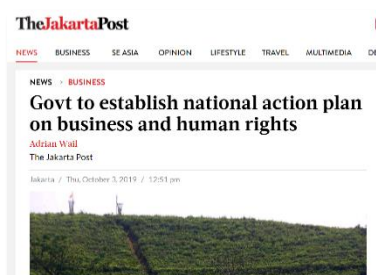 TheJakartaPost
NEWS BUSINESS SE ASIA OPINION LIFESTYLE TRAVEL MULTIMEDIA
NEWS > BUSINESS
Govt to establish national action plan
on business and human rights
Adrian Wail
The Jakarta Post
Jakarta / Thu, October 3, 2019 / 12:51 pm